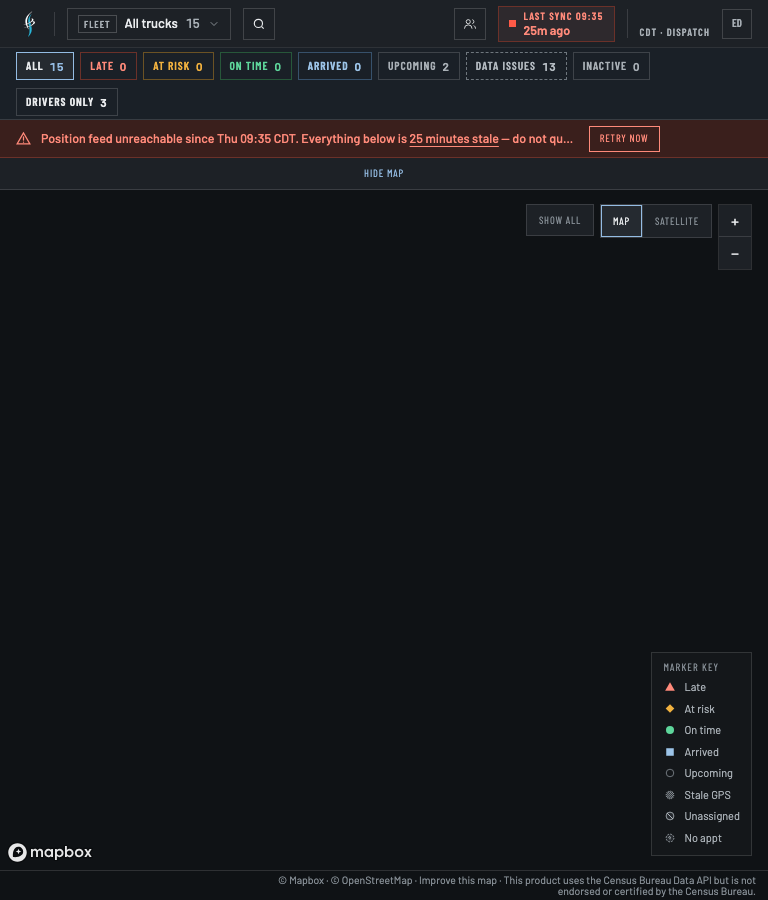 FLEET All trucks 15
LAST SYNC 09:35
25m ago
CDT · DISPATCH
ED
ALL 15
LATE 0
AT RISK 0
ON TIME 0
ARRIVED 0
UPCOMING 2
DATA ISSUES 13
INACTIVE 0
DRIVERS ONLY 3
Position feed unreachable since Thu 09:35 CDT. Everything below is 25 minutes stale — do not qu...
RETRY NOW
HIDE MAP
SHOW ALL
MAP
SATELLITE
+
−
MARKER KEY
Late
At risk
On time
Arrived
Upcoming
Stale GPS
Unassigned
No appt
mapbox
© Mapbox · © OpenStreetMap · Improve this map · This product uses the Census Bureau Data API but is not
endorsed or certified by the Census Bureau.